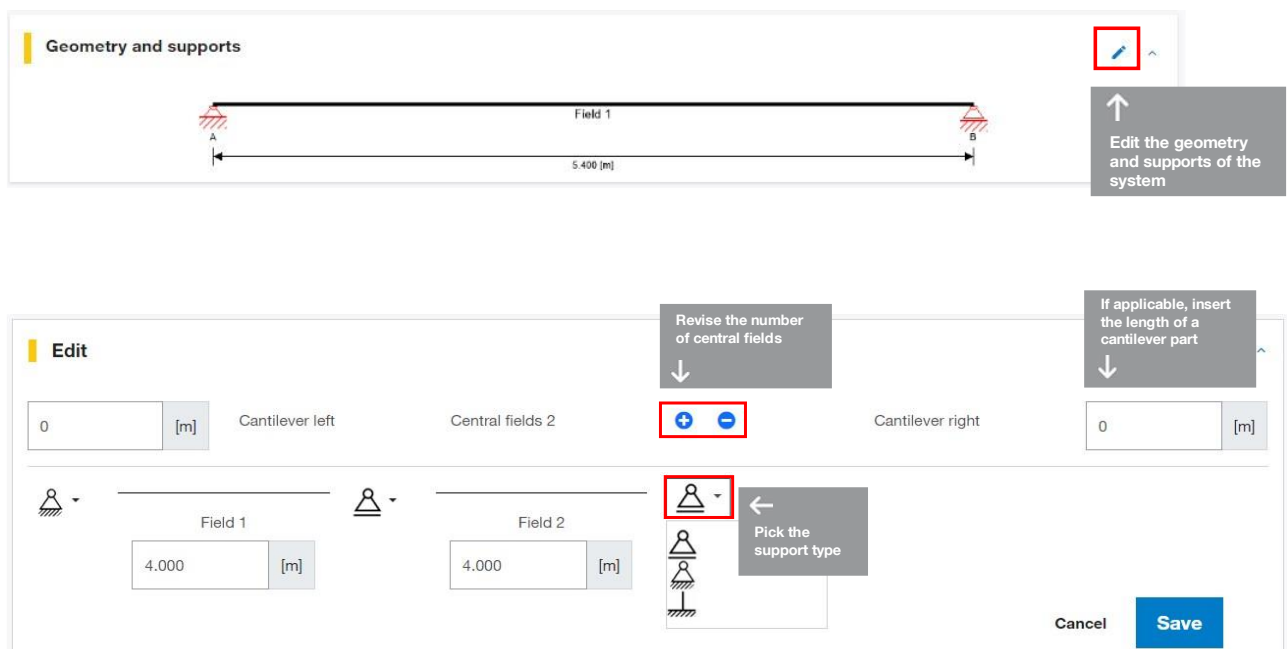 Geometry and supports
Field 1
A
B
5.400 [m]
Edit the geometry
and supports of the
system
Revise the number
of central fields
If applicable, insert
the length of a
cantilever part
Edit
0
[m]
Cantilever left
Central fields 2
Cantilever right
0
[m]
Field 1
Field 2
Pick the
support type
4.000
[m]
4.000
[m]
Cancel
Save